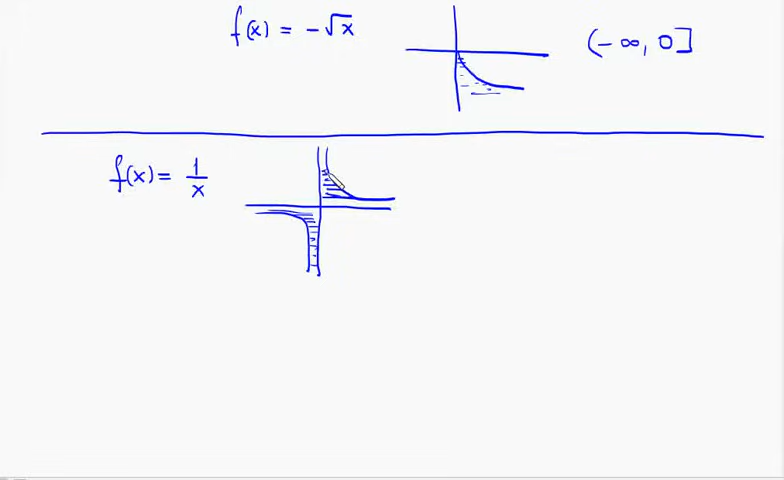 f(x) = -√x (-∞, 0]
f(x) = 1/x